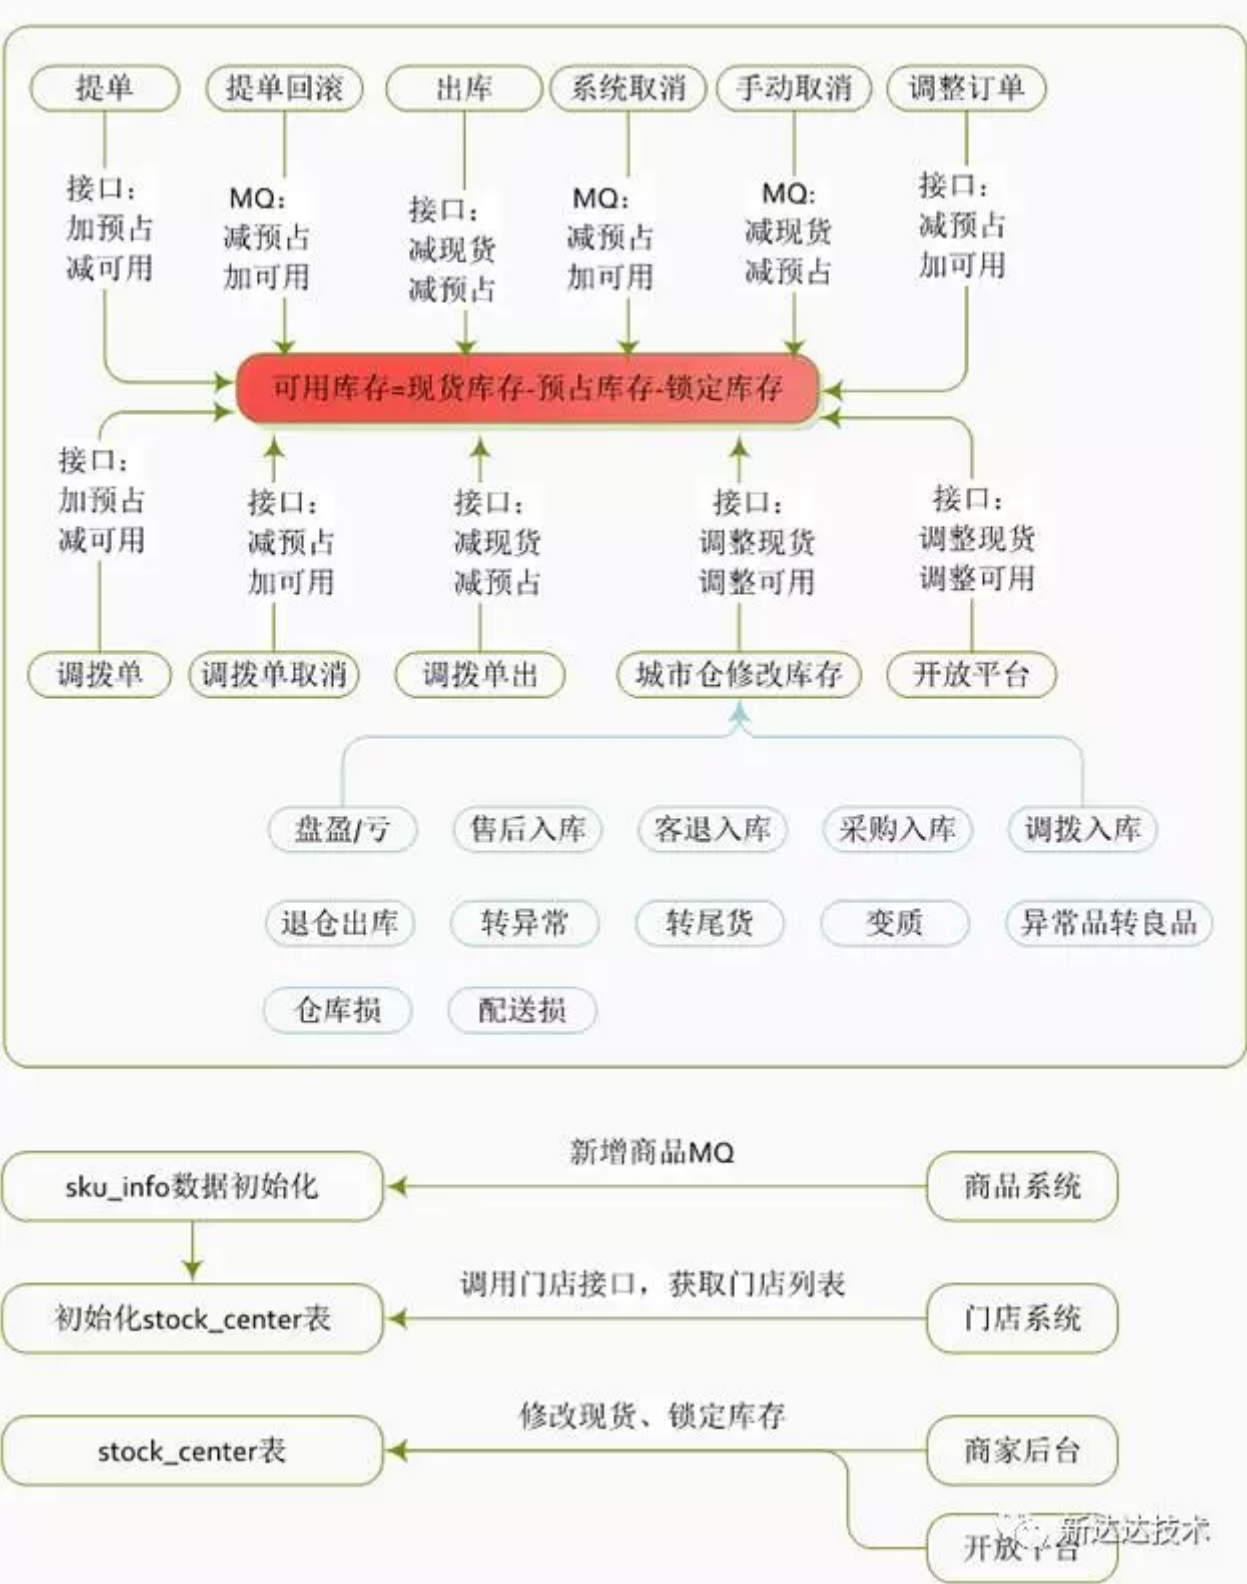 提单
提单回滚
出库
系统取消
手动取消
调整订单
接口：
加预占
减可用
MQ：
减预占
加可用
接口：
减现货
减预占
MQ：
减预占
加可用
MQ:
减现货
减预占
接口：
减预占
加可用
可用库存=现货库存-预占库存-锁定库存
接口：
加预占
减可用
接口：
减预占
加可用
接口：
减现货
减预占
接口：
调整现货
调整可用
接口：
调整现货
调整可用
调拨单
调拨单取消
调拨单出
城市仓修改库存
开放平台
盘盈/亏
售后入库
客退入库
采购入库
调拨入库
退仓出库
转异常
转尾货
变质
异常品转良品
仓库损
配送损
新增商品MQ
sku_info数据初始化
商品系统
调用门店接口，获取门店列表
初始化stock_center表
门店系统
修改现货、锁定库存
stock_center表
商家后台
开放平台
新达达技术